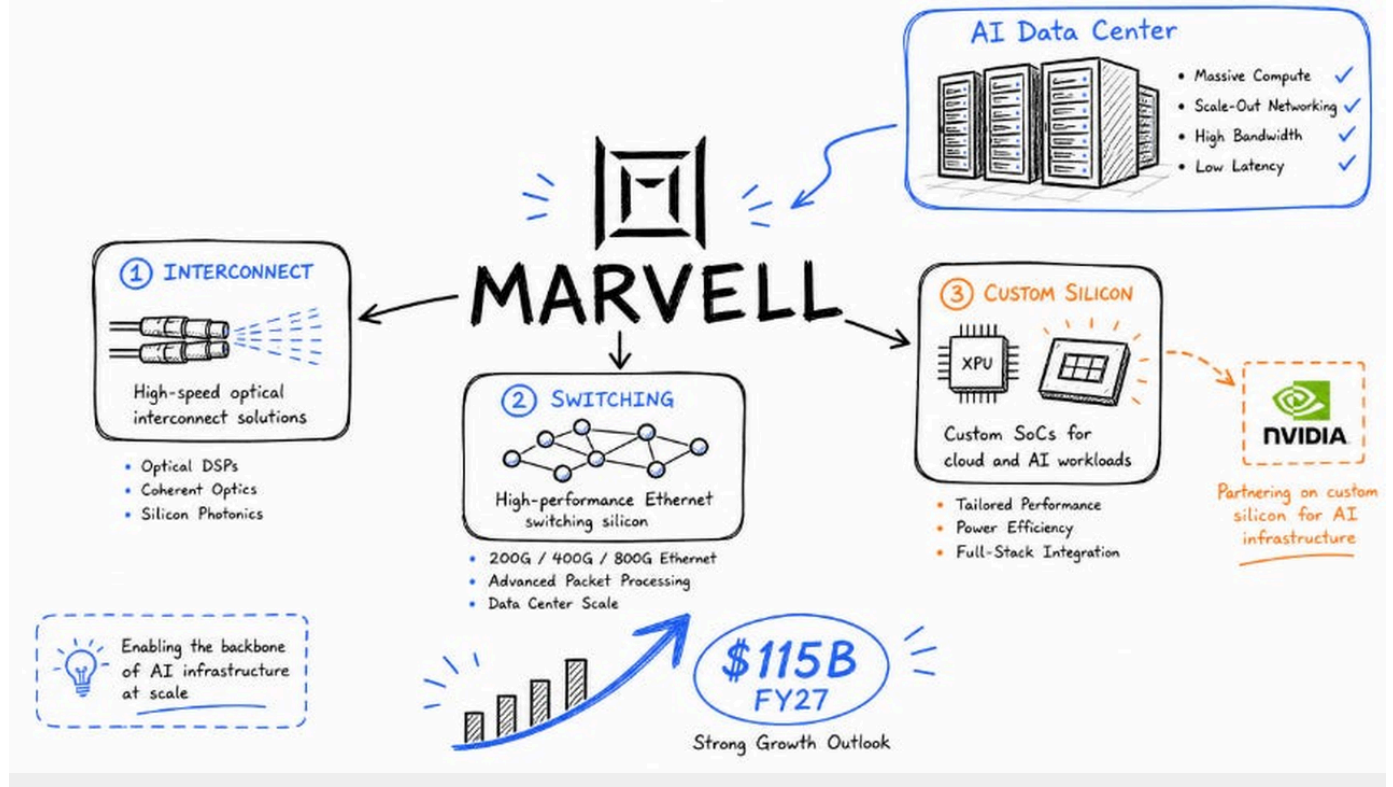 AI Data Center
• Massive Compute ✓
• Scale-Out Networking ✓
• High Bandwidth ✓
• Low Latency ✓
MARVELL
1 INTERCONNECT
High-speed optical
interconnect solutions
• Optical DSPs
• Coherent Optics
• Silicon Photonics
2 SWITCHING
High-performance Ethernet
switching silicon
• 200G / 400G / 800G Ethernet
• Advanced Packet Processing
• Data Center Scale
3 CUSTOM SILICON
XPU
Custom SoCs for
cloud and AI workloads
• Tailored Performance
• Power Efficiency
• Full-Stack Integration
NVIDIA
Partnering on custom
silicon for AI
infrastructure
Enabling the backbone
of AI infrastructure
at scale
$115B
FY27
Strong Growth Outlook